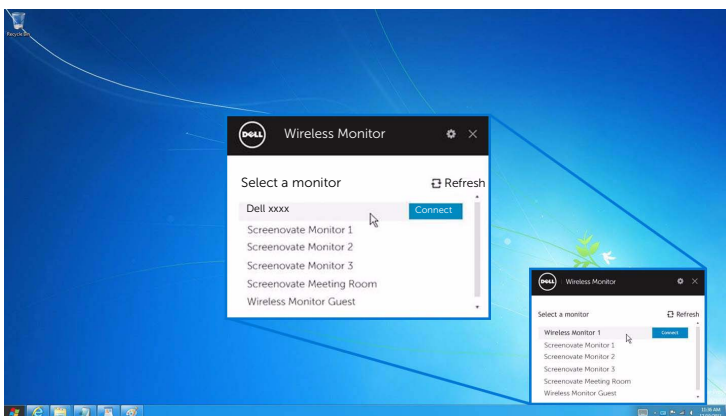 Recycle Bin
DELL
Wireless Monitor
Select a monitor
Refresh
Dell xxxx
Connect
Screenovate Monitor 1
Screenovate Monitor 2
Screenovate Monitor 3
Screenovate Meeting Room
Wireless Monitor Guest
DELL
Wireless Monitor
Select a monitor
Refresh
Wireless Monitor 1
Connect
Screenovate Monitor 1
Screenovate Monitor 2
Screenovate Monitor 3
Screenovate Meeting Room
Wireless Monitor Guest